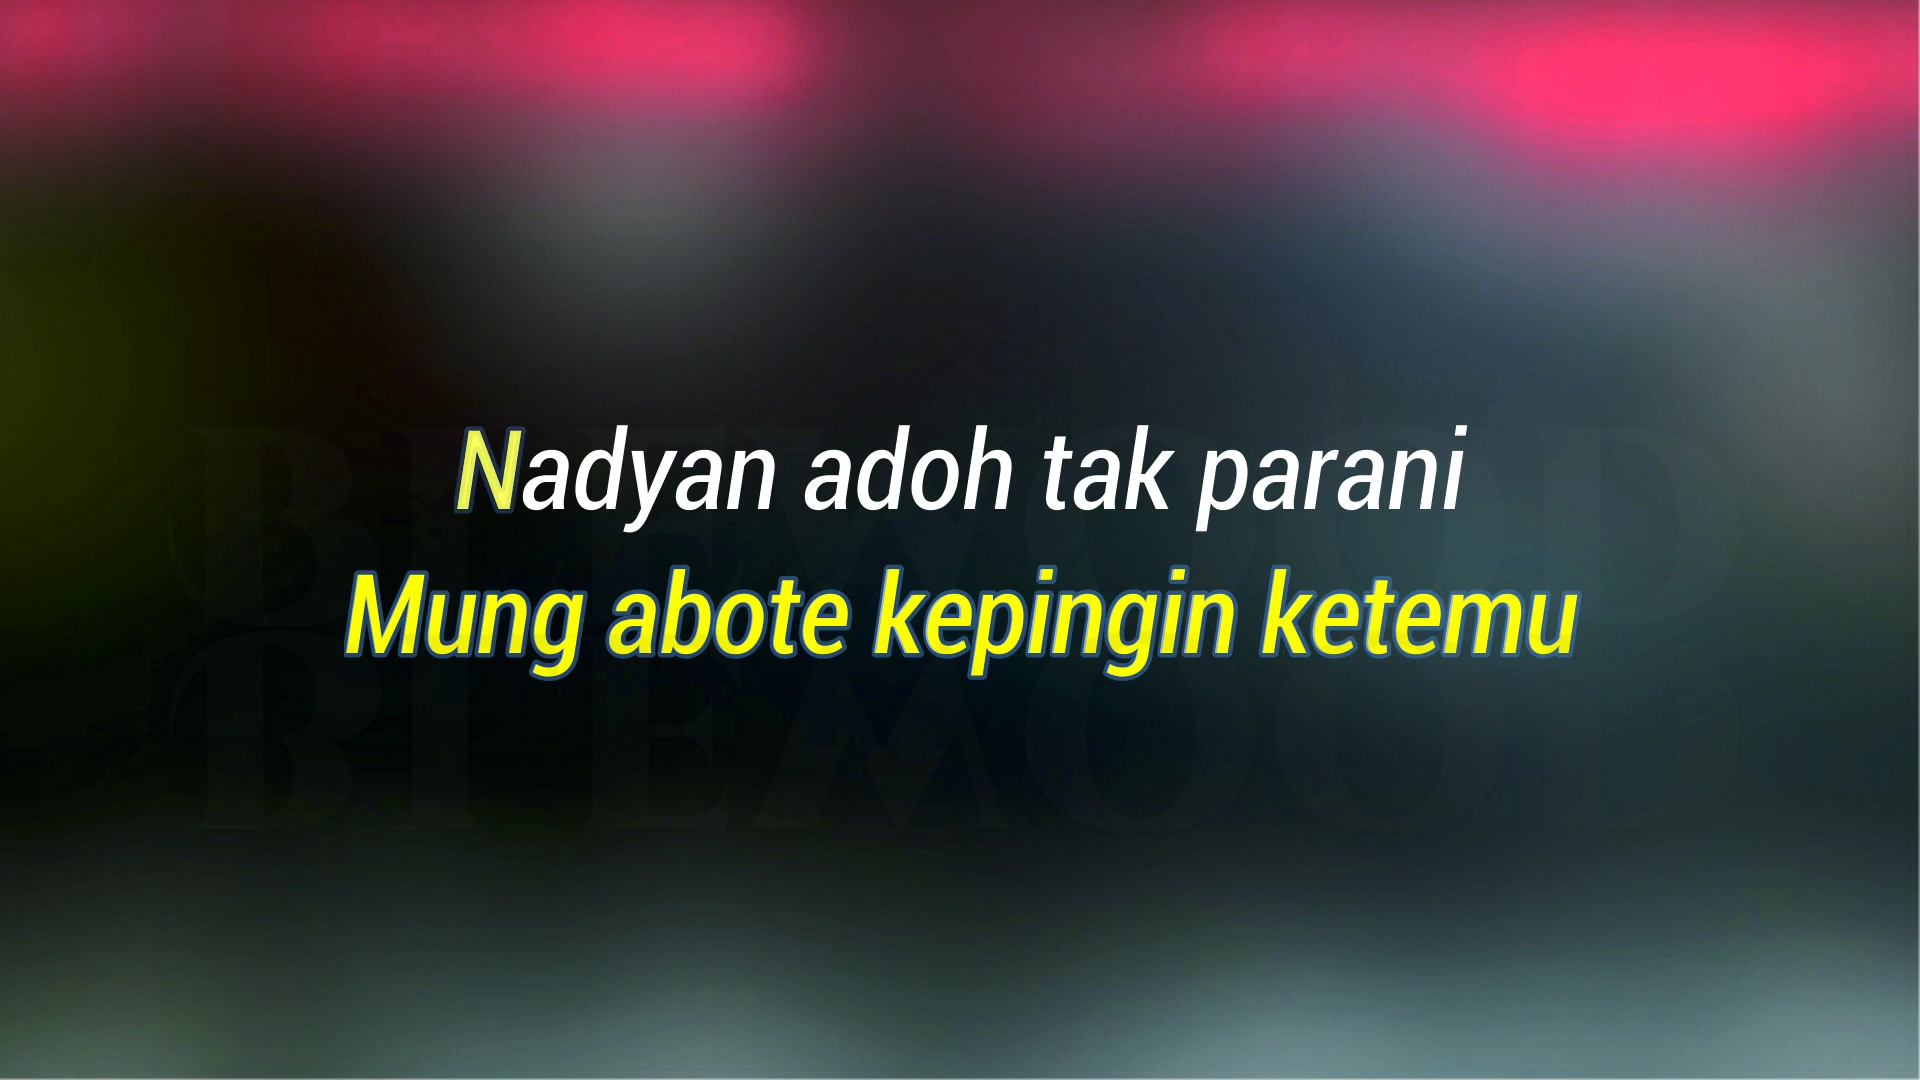 Nadyan adoh tak parani
Mung abote kepingin ketemu